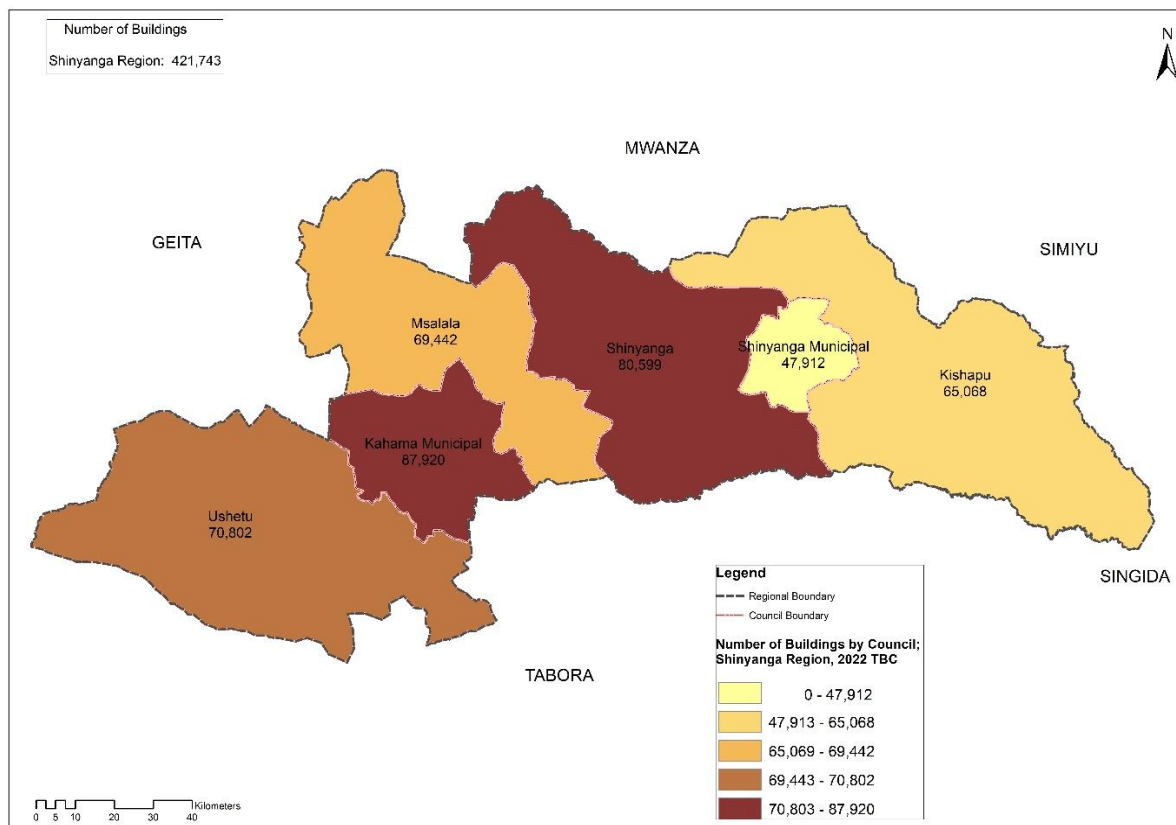 Number of Buildings
Shinyanga Region: 421,743
N
MWANZA
GEITA
SIMIYU
Msalala
69,442
Shinyanga
80,599
Shinyanga Municipal
47,912
Kishapu
65,068
Kahama Municipal
87,920
Ushetu
70,802
SINGIDA
TABORA
Legend
Regional Boundary
Council Boundary
Number of Buildings by Council;
Shinyanga Region, 2022 TBC
0 - 47,912
47,913 - 65,068
65,069 - 69,442
69,443 - 70,802
70,803 - 87,920
Kilometers
0 5 10 20 30 40